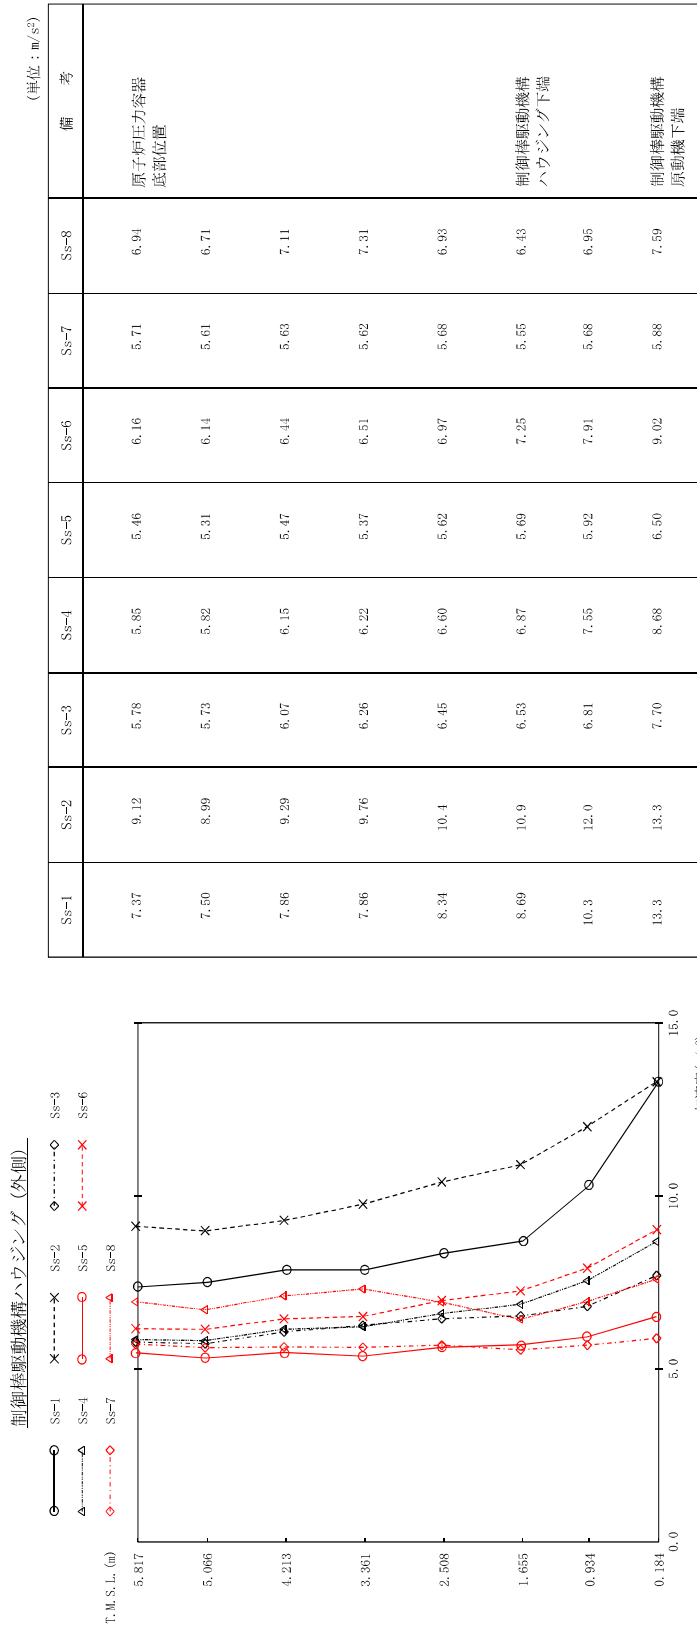 制御棒駆動機構ハウジング (外側)
Ss-1 Ss-2 Ss-3
Ss-4 Ss-5 Ss-6
Ss-7 Ss-8
T.M.S.L.(m)
5.817
5.066
4.213
3.361
2.508
1.655
0.934
0.184
0.0 5.0 10.0 15.0
(単位:m/s²)
Ss-1 Ss-2 Ss-3 Ss-4 Ss-5 Ss-6 Ss-7 Ss-8 備 考
7.37 9.12 5.78 5.85 5.46 6.16 5.71 6.94 原子炉圧力容器
底部位置
7.50 8.99 5.73 5.82 5.31 6.14 5.61 6.71
7.86 9.29 6.07 6.15 5.47 6.44 5.63 7.11
7.86 9.76 6.26 6.22 5.37 6.51 5.62 7.31
8.34 10.4 6.45 6.60 5.62 6.97 5.68 6.93
8.69 10.9 6.53 6.87 5.69 7.25 5.55 6.43 制御棒駆動機構
ハウジング下端
10.3 12.0 6.81 7.55 5.92 7.91 5.68 6.95
13.3 13.3 7.70 8.68 6.50 9.02 5.88 7.59 制御棒駆動機構
原動機下端